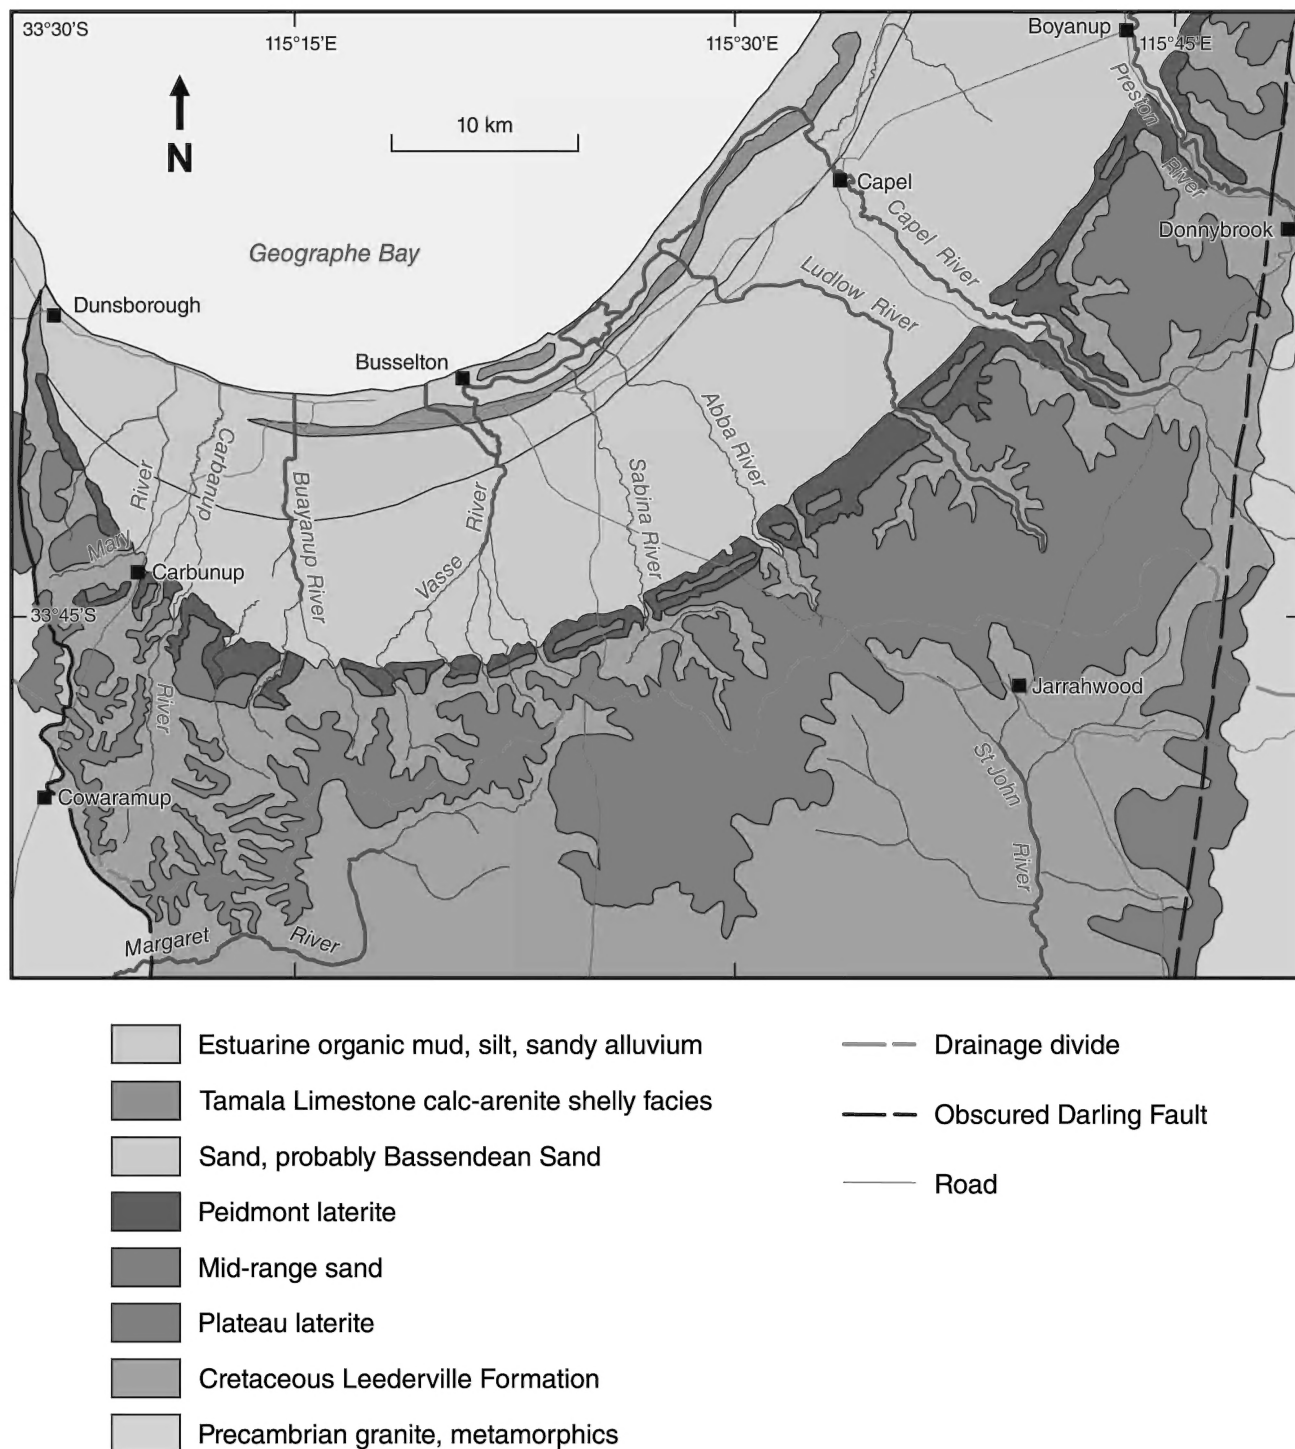 33°30'S
115°15'E
115°30'E
Boyanup
115°45'E
N
10 km
Preston
River
Capel
Capel River
Donnybrook
Geographe Bay
Ludlow River
Dunsborough
Busselton
Abba River
Carbanup
River
Sabina River
River
Buayanup River
Mary
Vasse
Carbunup
33°45'S
River
Jarrahwood
St John
Cowaramup
River
Margaret
River
Estuarine organic mud, silt, sandy alluvium
Drainage divide
Tamala Limestone calc-arenite shelly facies
Obscured Darling Fault
Sand, probably Bassendean Sand
Road
Peidmont laterite
Mid-range sand
Plateau laterite
Cretaceous Leederville Formation
Precambrian granite, metamorphics